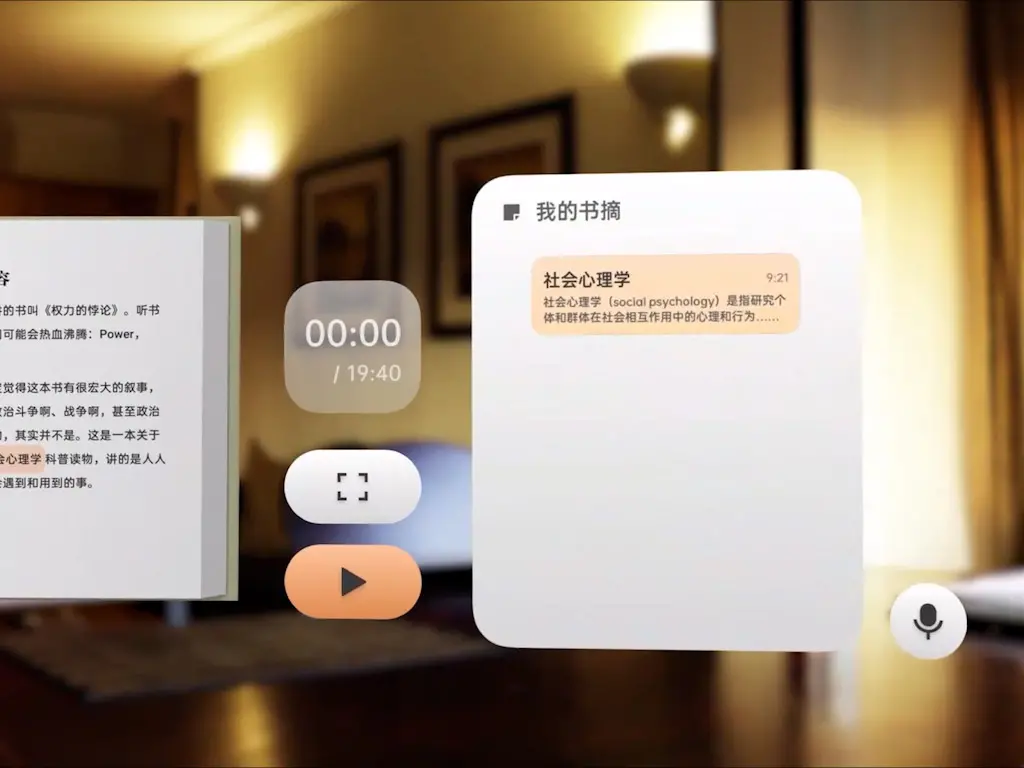 容
的书叫《权力的悖论》。听书
可能会热血沸腾：Power，
觉得这本书有很宏大的叙事，
治斗争啊、战争啊，甚至政治
，其实并不是。这是一本关于
会心理学科普读物，讲的是人人
遇到和用到的事。
00:00
/ 19:40
我的书摘
社会心理学
9:21
社会心理学（social psychology）是指研究个
体和群体在社会相互作用中的心理和行为……